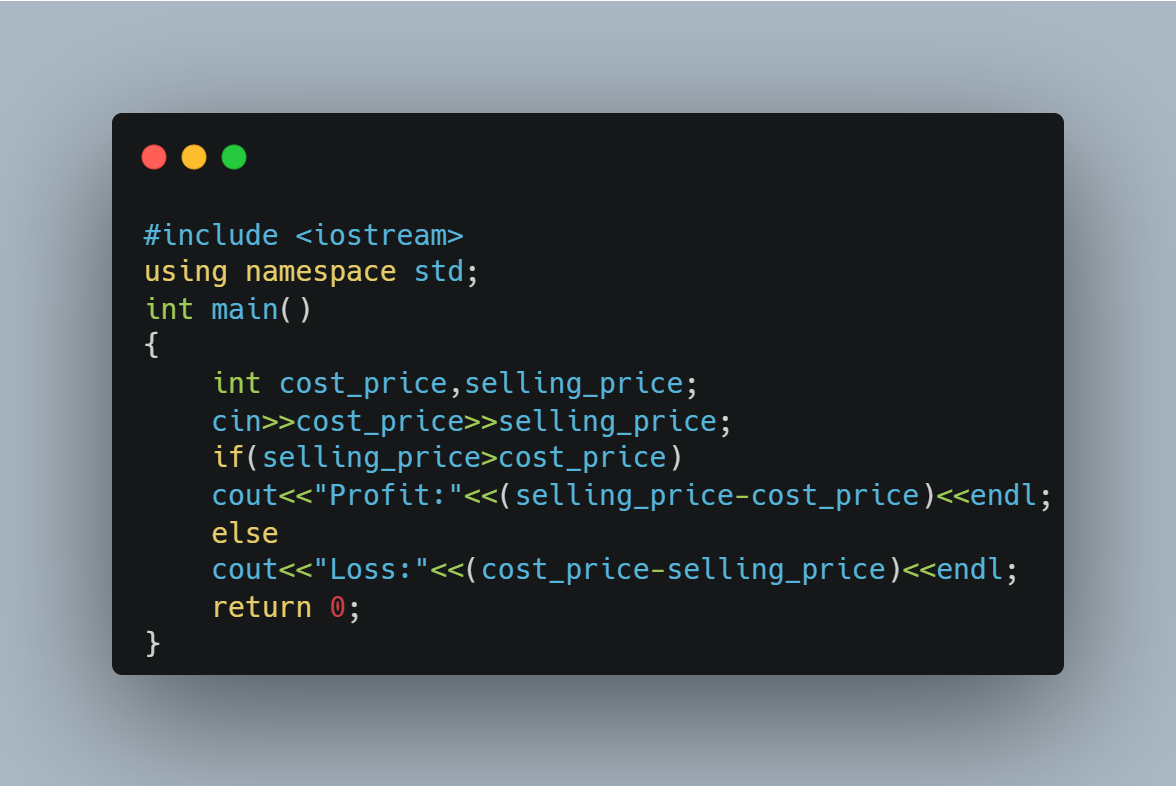 #include <iostream>
using namespace std;
int main()
{
    int cost_price,selling_price;
    cin>>cost_price>>selling_price;
    if(selling_price>cost_price)
    cout<<"Profit:"<<(selling_price-cost_price)<<endl;
    else
    cout<<"Loss:"<<(cost_price-selling_price)<<endl;
    return 0;
}